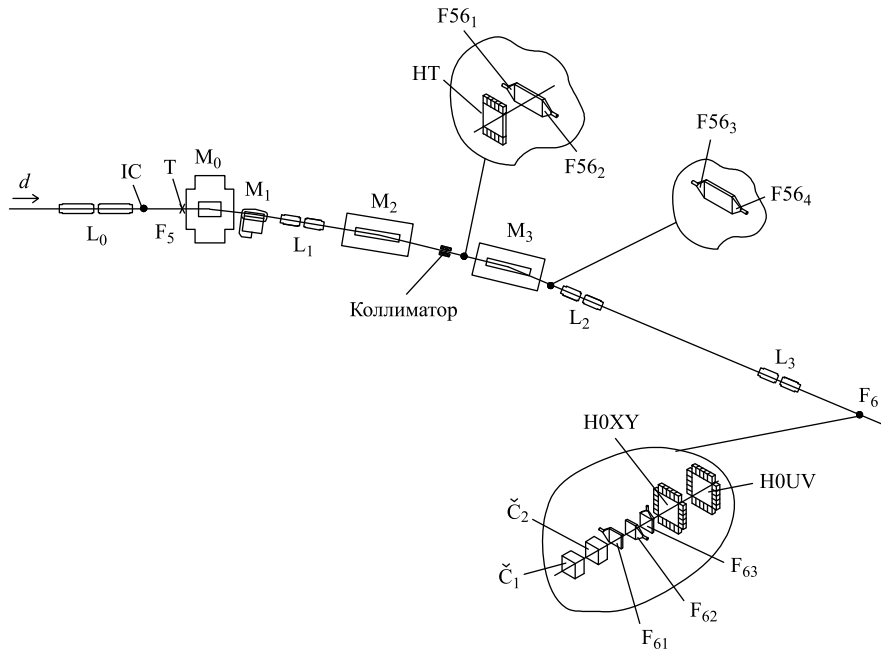 F56₁
HT
F56₂
F56₃
F56₄
d
IC
T
M₀
M₁
M₂
M₃
L₀
F₅
L₁
Коллиматор
L₂
L₃
F₆
H0XY
H0UV
Č₂
Č₁
F₆₃
F₆₂
F₆₁